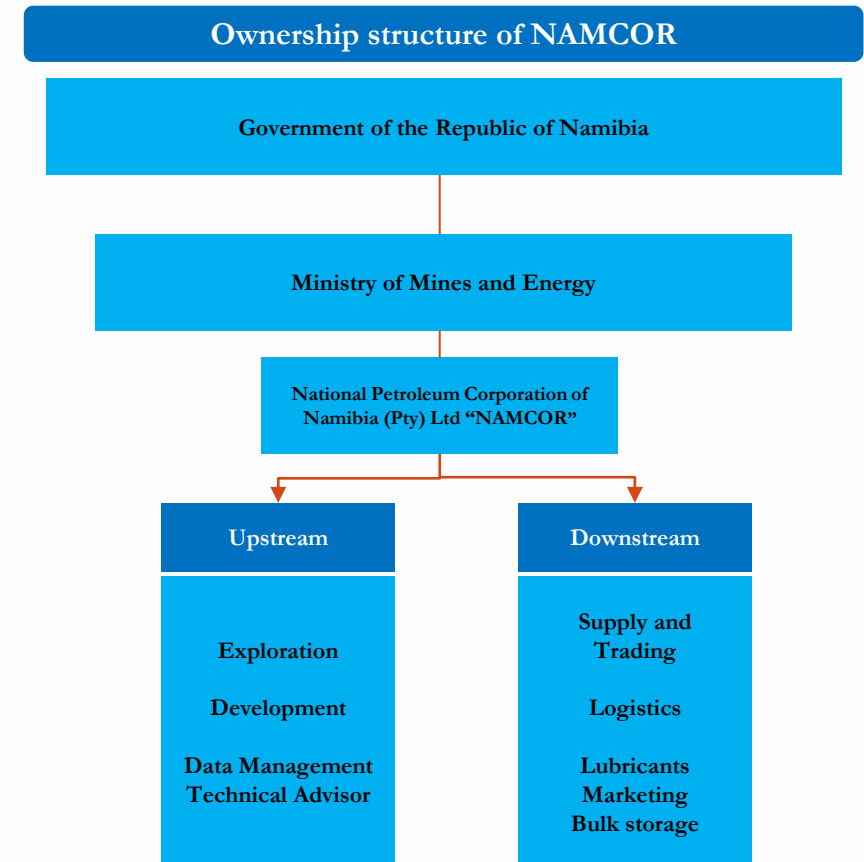 Ownership structure of NAMCOR
Government of the Republic of Namibia
Ministry of Mines and Energy
National Petroleum Corporation of
Namibia (Pty) Ltd “NAMCOR”
Upstream
Exploration
Development
Data Management
Technical Advisor
Downstream
Supply and
Trading
Logistics
Lubricants
Marketing
Bulk storage